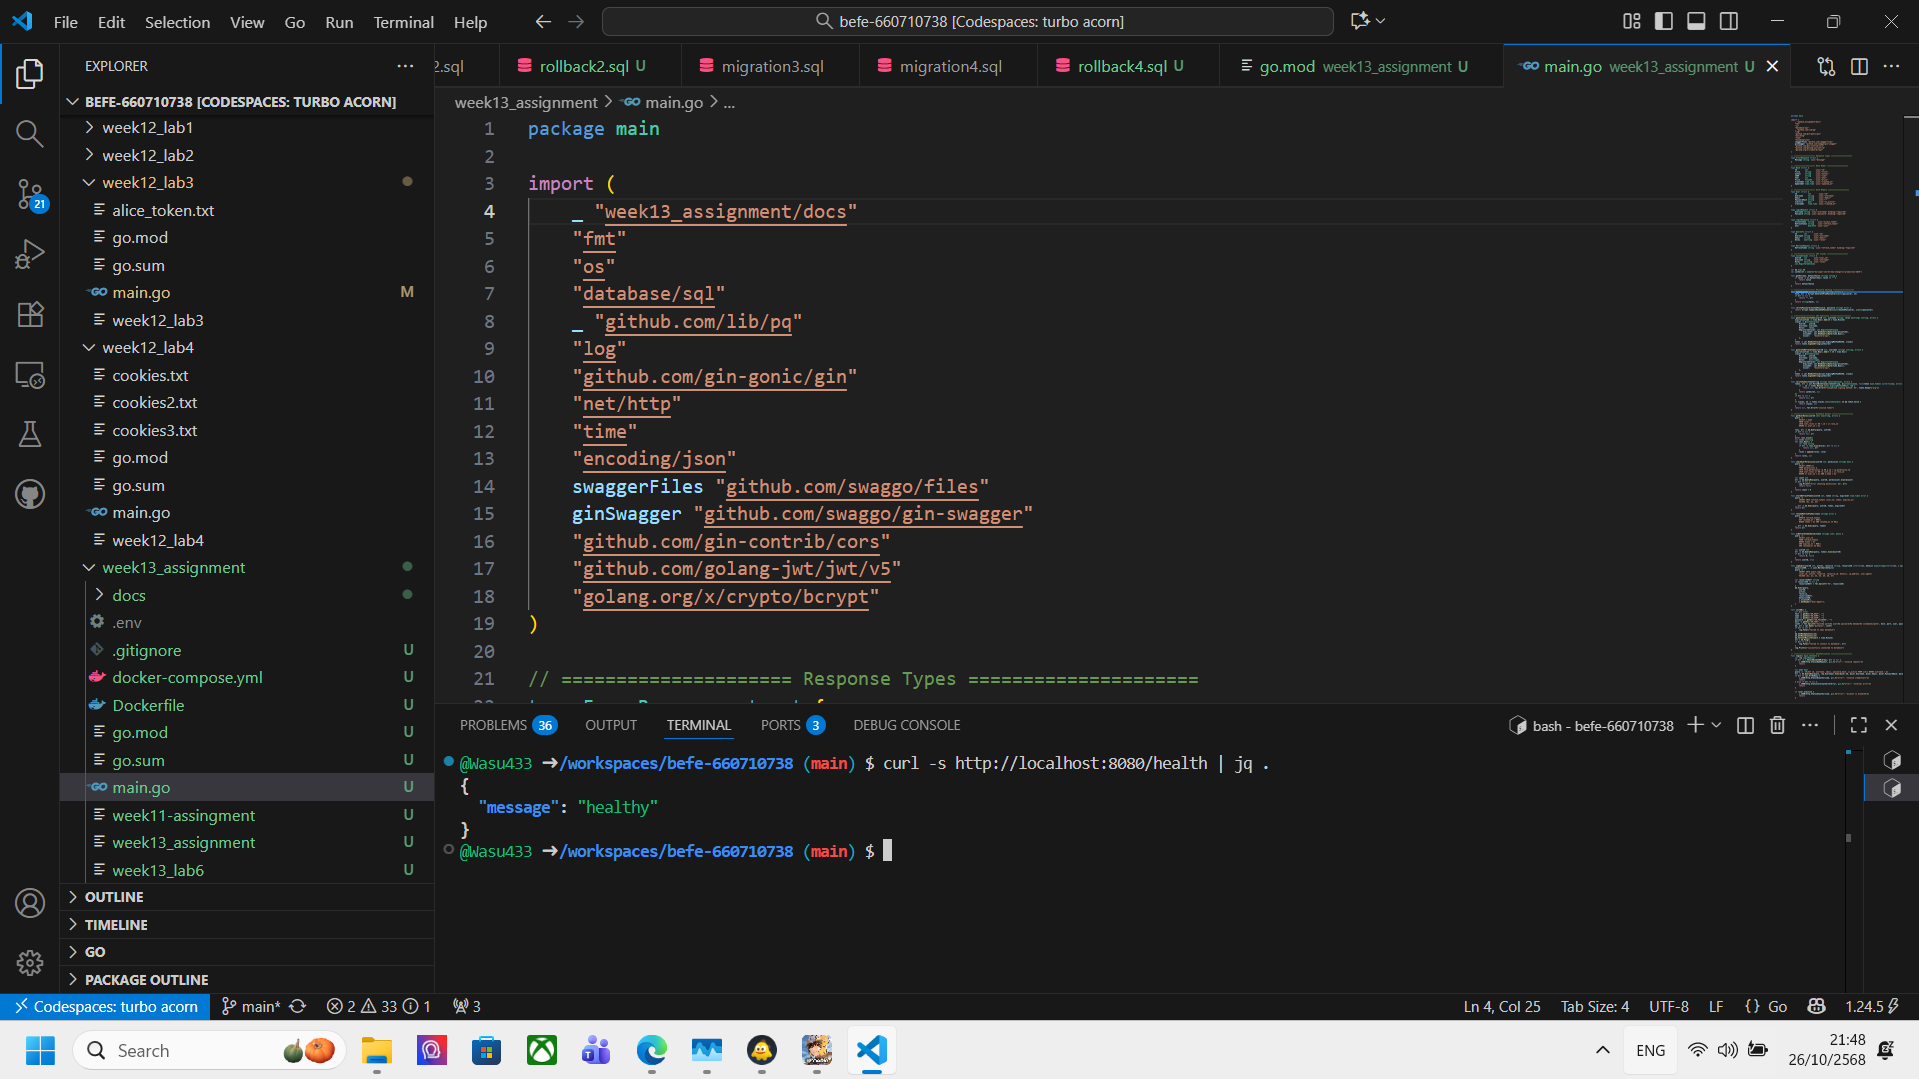 File Edit Selection View Go Run Terminal Help
befe-660710738 [Codespaces: turbo acorn]
EXPLORER
2.sql
rollback2.sql U
migration3.sql
migration4.sql
rollback4.sql U
go.mod week13_assignment U
main.go week13_assignment U
BEFE-660710738 [CODESPACES: TURBO ACORN]
week12_lab1
week12_lab2
week12_lab3
alice_token.txt
go.mod
go.sum
main.go M
week12_lab3
week12_lab4
cookies.txt
cookies2.txt
cookies3.txt
go.mod
go.sum
main.go
week12_lab4
week13_assignment
docs
.env
.gitignore U
docker-compose.yml U
Dockerfile U
go.mod U
go.sum U
main.go U
week11-assingment U
week13_assignment U
week13_lab6 U
OUTLINE
TIMELINE
GO
PACKAGE OUTLINE
21
week13_assignment > main.go > ...
1 package main
2
3 import (
4 _ "week13_assignment/docs"
5 "fmt"
6 "os"
7 "database/sql"
8 _ "github.com/lib/pq"
9 "log"
10 "github.com/gin-gonic/gin"
11 "net/http"
12 "time"
13 "encoding/json"
14 swaggerFiles "github.com/swaggo/files"
15 ginSwagger "github.com/swaggo/gin-swagger"
16 "github.com/gin-contrib/cors"
17 "github.com/golang-jwt/jwt/v5"
18 "golang.org/x/crypto/bcrypt"
19 )
20
21 // ===================== Response Types =====================
PROBLEMS 36 OUTPUT TERMINAL PORTS 3 DEBUG CONSOLE
bash - befe-660710738
@Wasu433 ➜/workspaces/befe-660710738 (main) $ curl -s http://localhost:8080/health | jq .
{
"message": "healthy"
}
@Wasu433 ➜/workspaces/befe-660710738 (main) $
Codespaces: turbo acorn
main*
2 33 1
3
Ln 4, Col 25 Tab Size: 4 UTF-8 LF {} Go 1.24.5
Search
ENG
21:48
26/10/2568